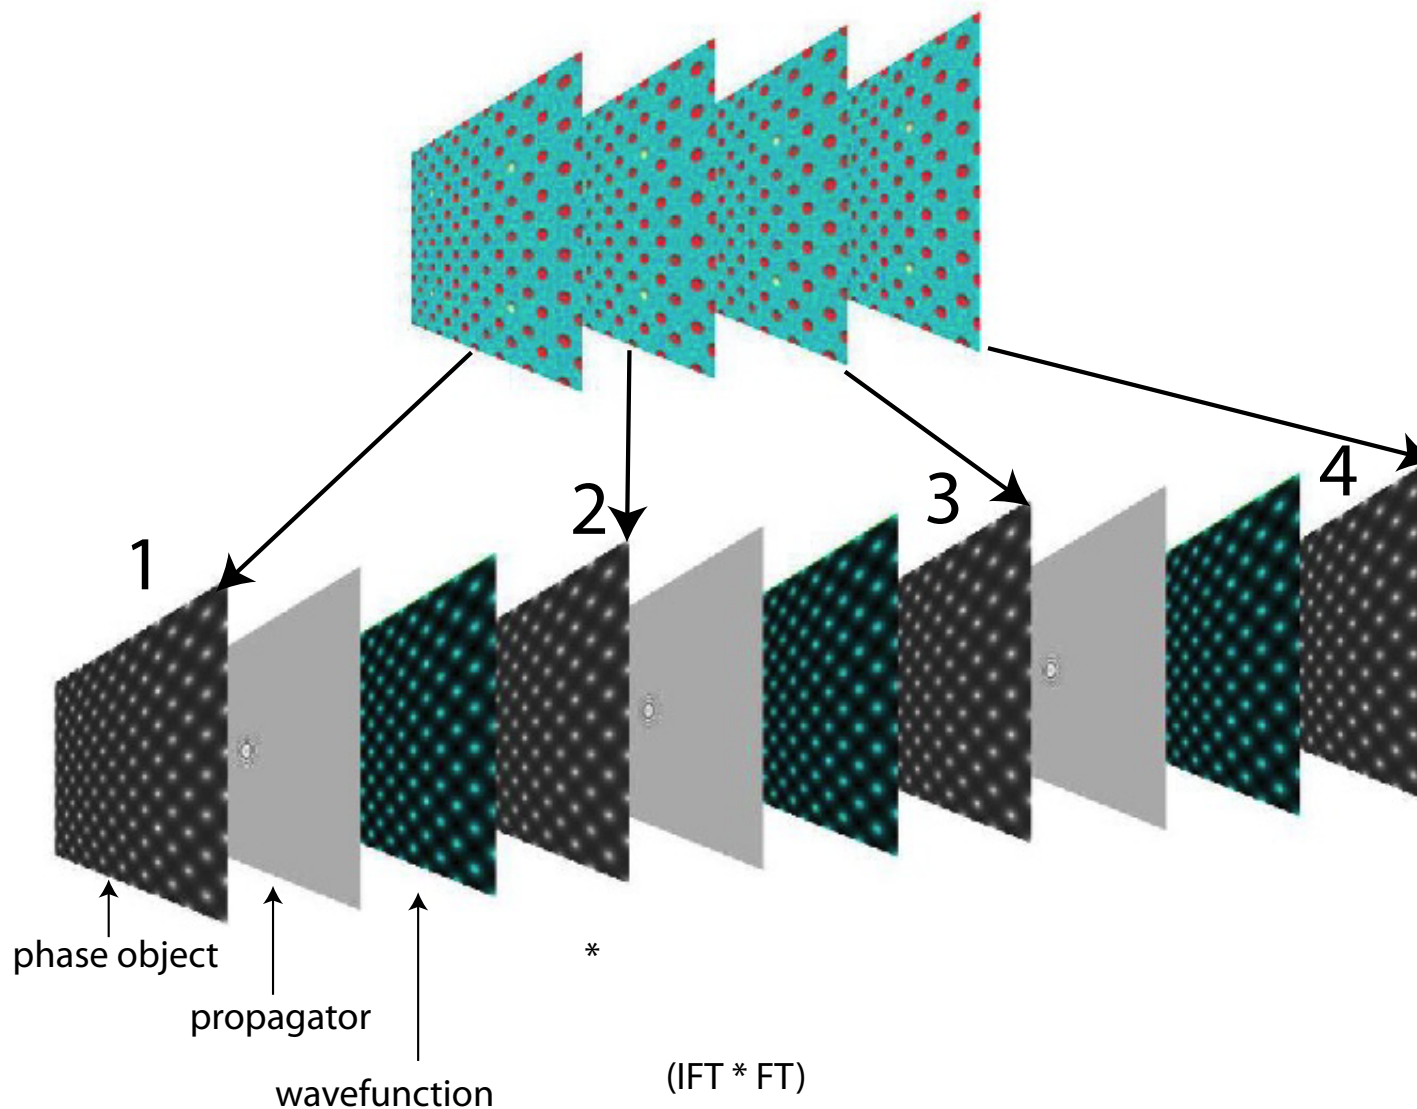 1
2
3
4
phase object
*
propagator
wavefunction
(IFT * FT)